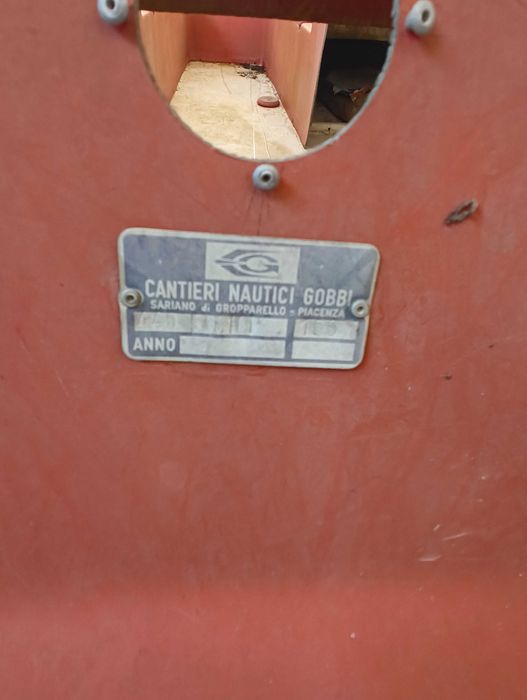 CANTIERI NAUTICI GOBBI
SARIANO di GROPPARELLO - PIACENZA
ANNO